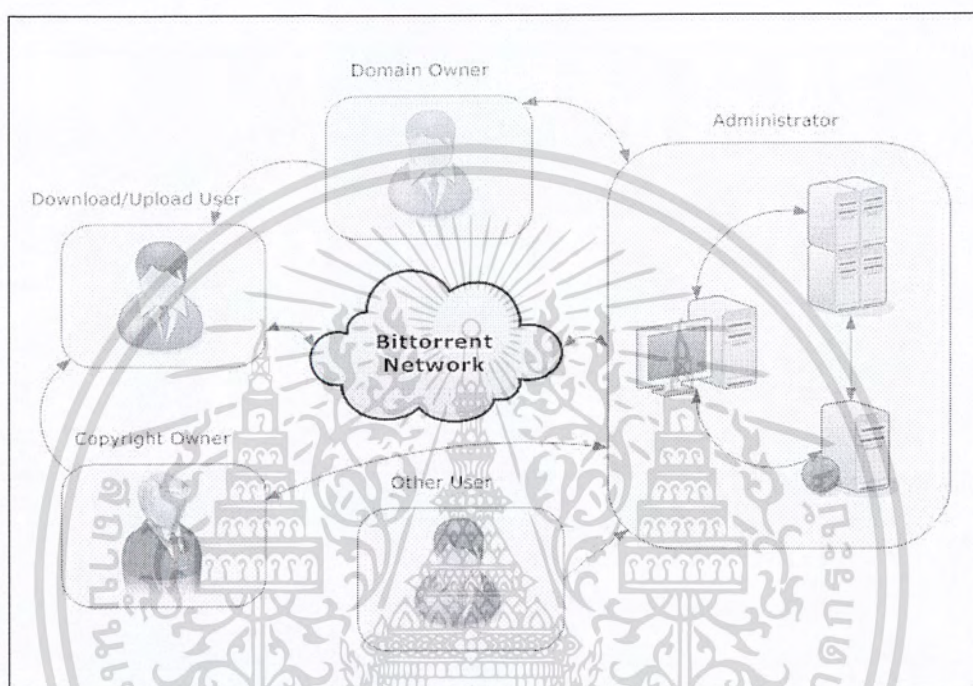 Domain Owner
Administrator
Download/Upload User
Bittorrent
Network
Copyright Owner
Other User